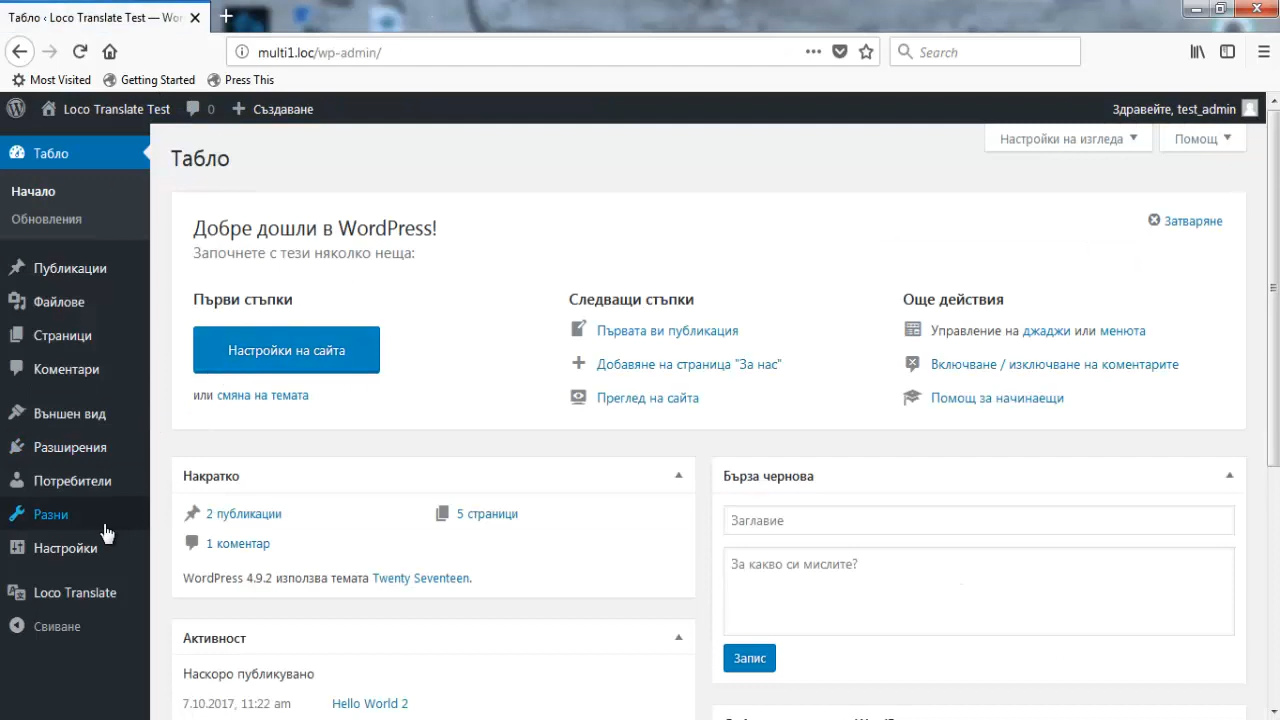 Табло ‹ Loco Translate Test — Wor
multi1.loc/wp-admin/
Search
Most Visited
Getting Started
Press This
Loco Translate Test
0
Създаване
Здравейте, test_admin
Табло
Начало
Обновления
Публикации
Файлове
Страници
Коментари
Външен вид
Разширения
Потребители
Разни
Настройки
Loco Translate
Свиване
Настройки на изгледа
Помощ
Табло
Добре дошли в WordPress!
Затваряне
Започнете с тези няколко неща:
Първи стъпки
Настройки на сайта
или смяна на темата
Следващи стъпки
Първата ви публикация
Добавяне на страница "За нас"
Преглед на сайта
Още действия
Управление на джаджи или менюта
Включване / изключване на коментарите
Помощ за начинаещи
Накратко
2 публикации
5 страници
1 коментар
WordPress 4.9.2 използва темата Twenty Seventeen.
Активност
Наскоро публикувано
7.10.2017, 11:22 am
Hello World 2
Бърза чернова
Заглавие
За какво си мислите?
Запис